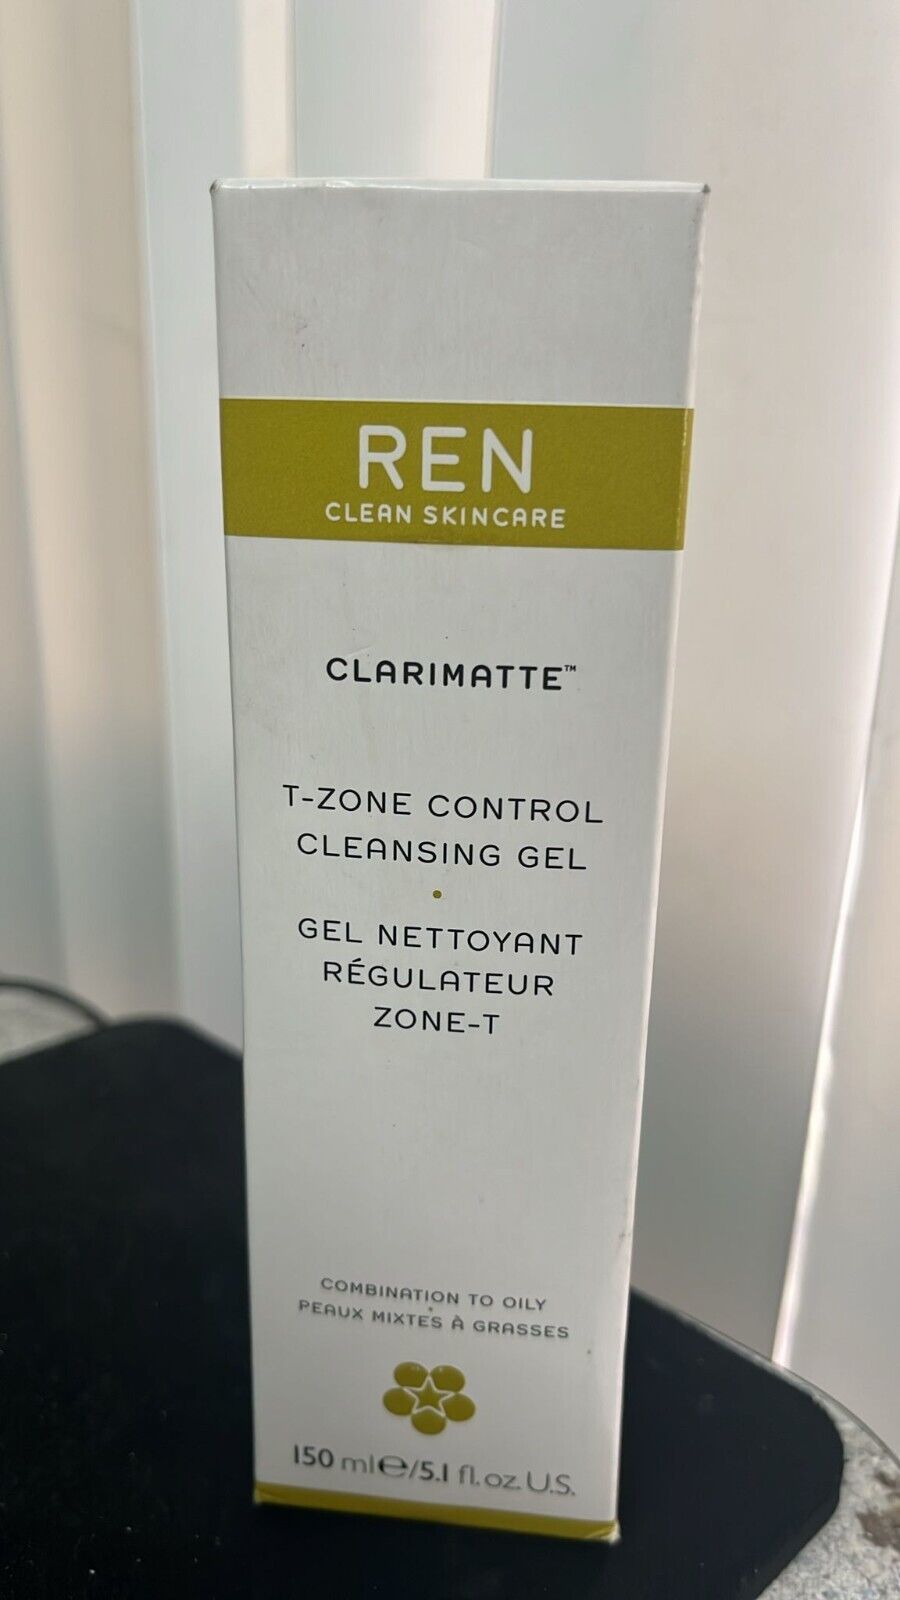 REN
CLEAN SKINCARE
CLARIMATTE™
T-ZONE CONTROL
CLEANSING GEL
•
GEL NETTOYANT
RÉGULATEUR
ZONE-T
COMBINATION TO OILY
•
PEAUX MIXTES À GRASSES
150 ml℮/5.1 fl. oz. U.S.